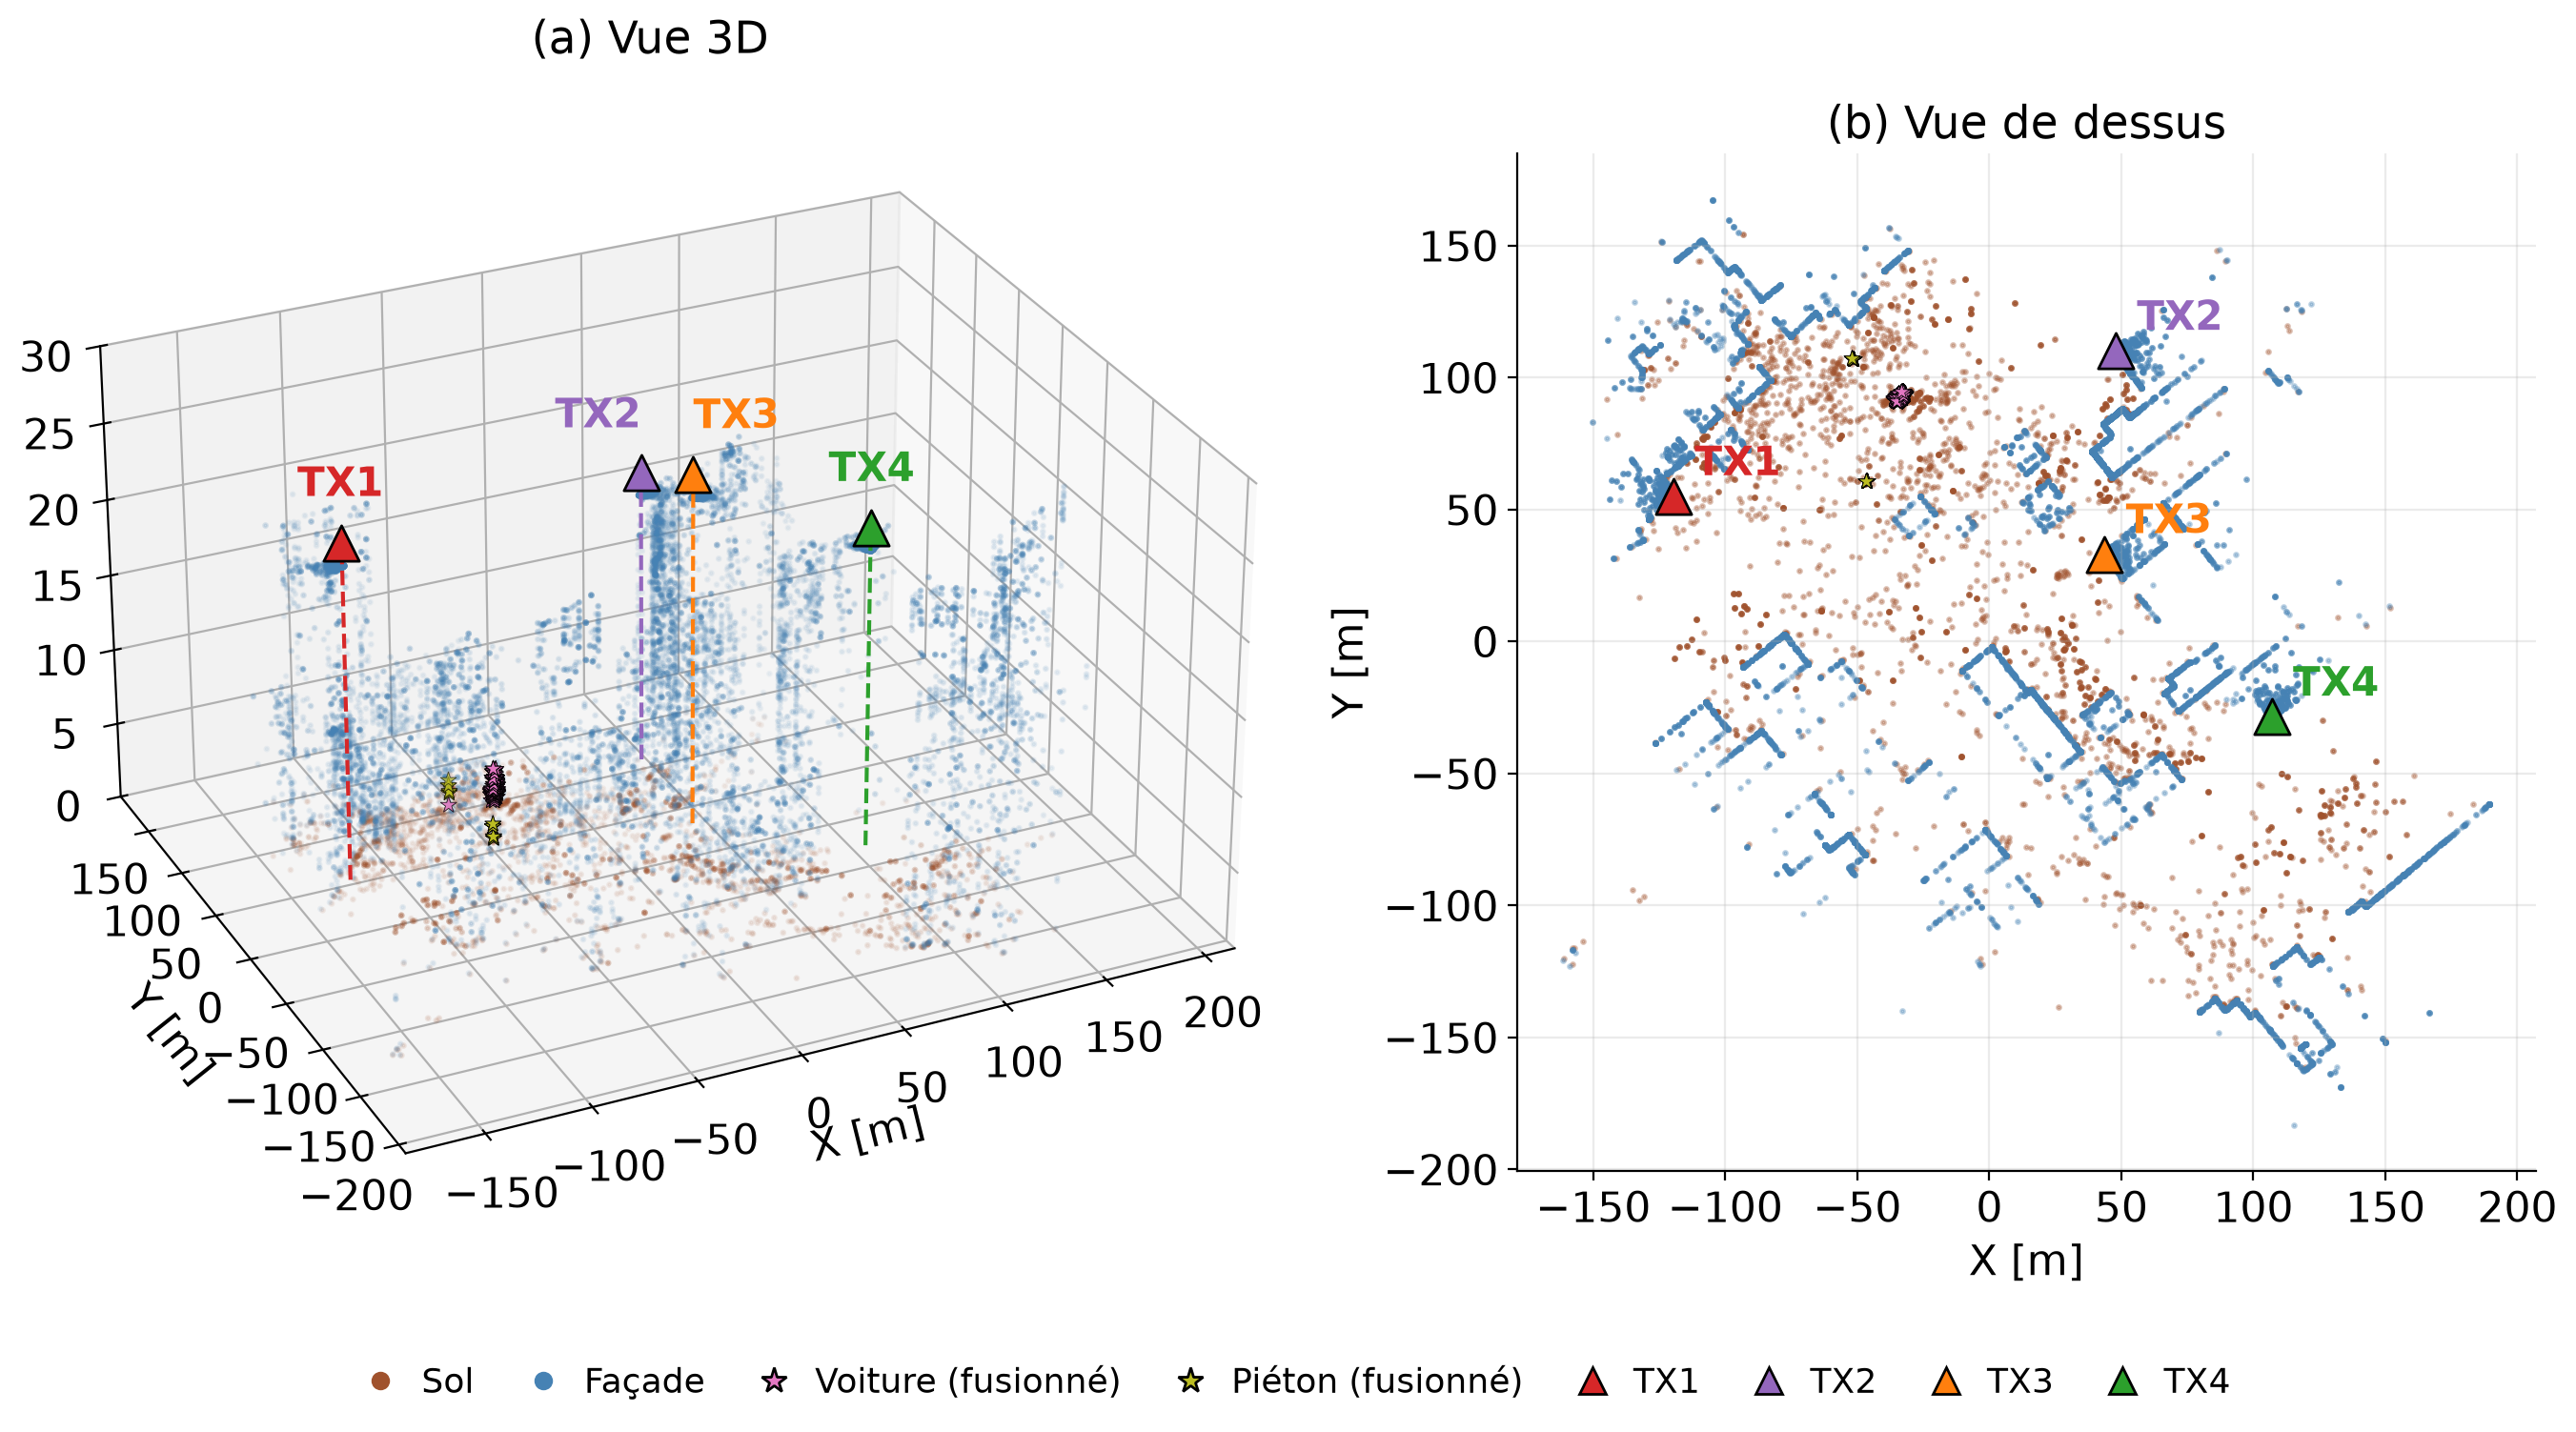 (a) Vue 3D
TX1
TX2
TX3
TX4
30
25
20
15
10
5
0
150
100
50
0
−50
−100
−150
Y [m]
−200
−150
−100
−50
0
50
100
150
200
X [m]
(b) Vue de dessus
TX2
TX1
TX3
TX4
150
100
50
0
−50
−100
−150
−200
Y [m]
−150
−100
−50
0
50
100
150
200
X [m]
Sol
Façade
Voiture (fusionné)
Piéton (fusionné)
TX1
TX2
TX3
TX4